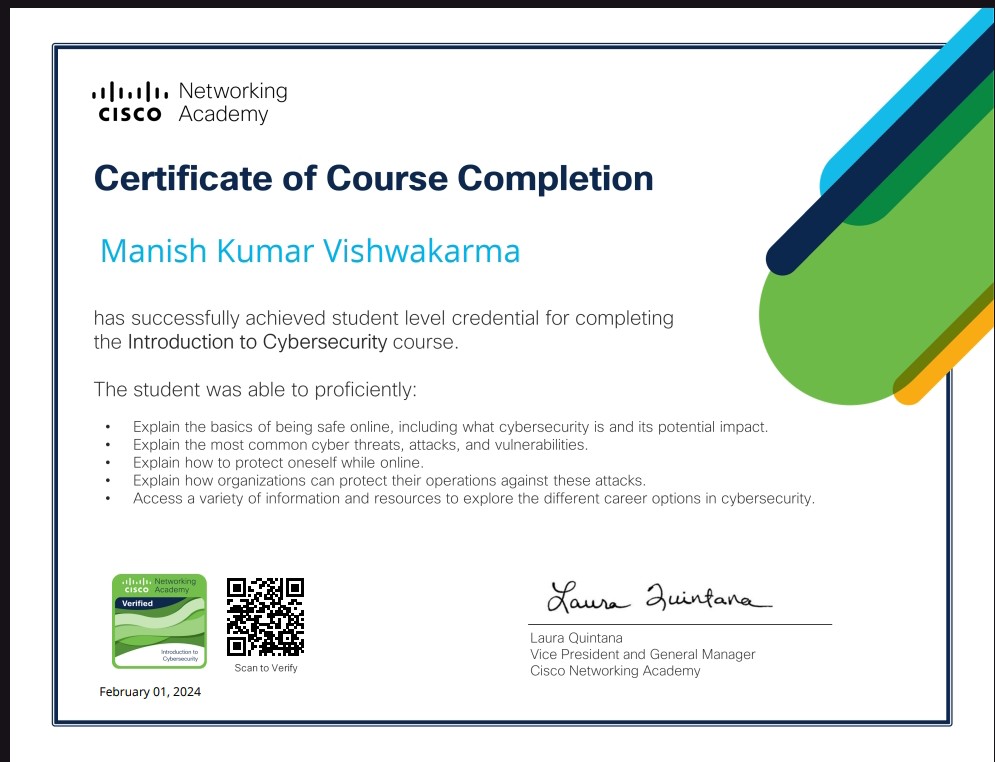 CISCO Networking Academy
Certificate of Course Completion
Manish Kumar Vishwakarma
has successfully achieved student level credential for completing
the Introduction to Cybersecurity course.
The student was able to proficiently:
• Explain the basics of being safe online, including what cybersecurity is and its potential impact.
• Explain the most common cyber threats, attacks, and vulnerabilities.
• Explain how to protect oneself while online.
• Explain how organizations can protect their operations against these attacks.
• Access a variety of information and resources to explore the different career options in cybersecurity.
CISCO Networking Academy
Verified
Introduction to
Cybersecurity
Scan to Verify
February 01, 2024
Laura Quintana
Laura Quintana
Vice President and General Manager
Cisco Networking Academy